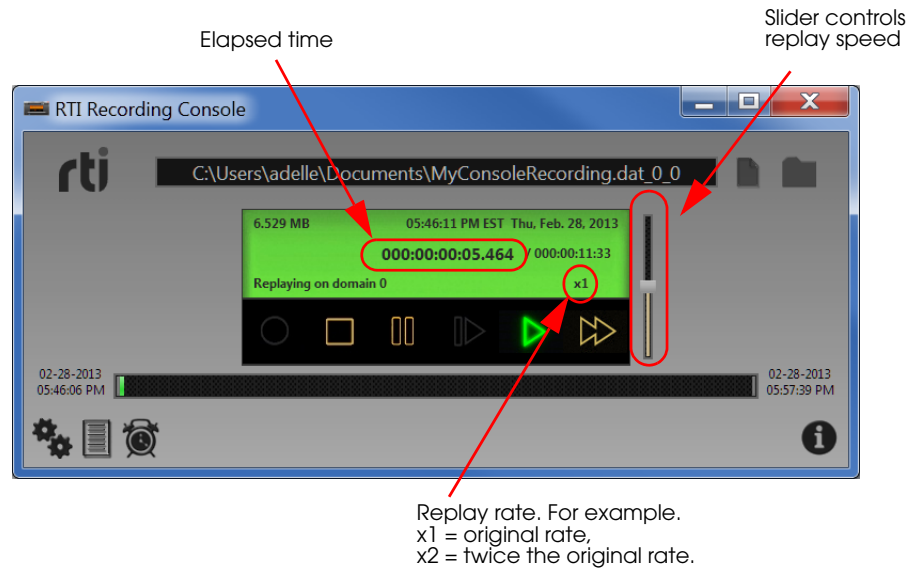 Slider controls
replay speed
Elapsed time
RTI Recording Console
rti
C:\Users\adelle\Documents\MyConsoleRecording.dat_0_0
6.529 MB 05:46:11 PM EST Thu, Feb. 28, 2013
000:00:00:05.464 / 000:00:11:33
Replaying on domain 0 x1
02-28-2013
05:46:06 PM
02-28-2013
05:57:39 PM
Replay rate. For example.
x1 = original rate,
x2 = twice the original rate.